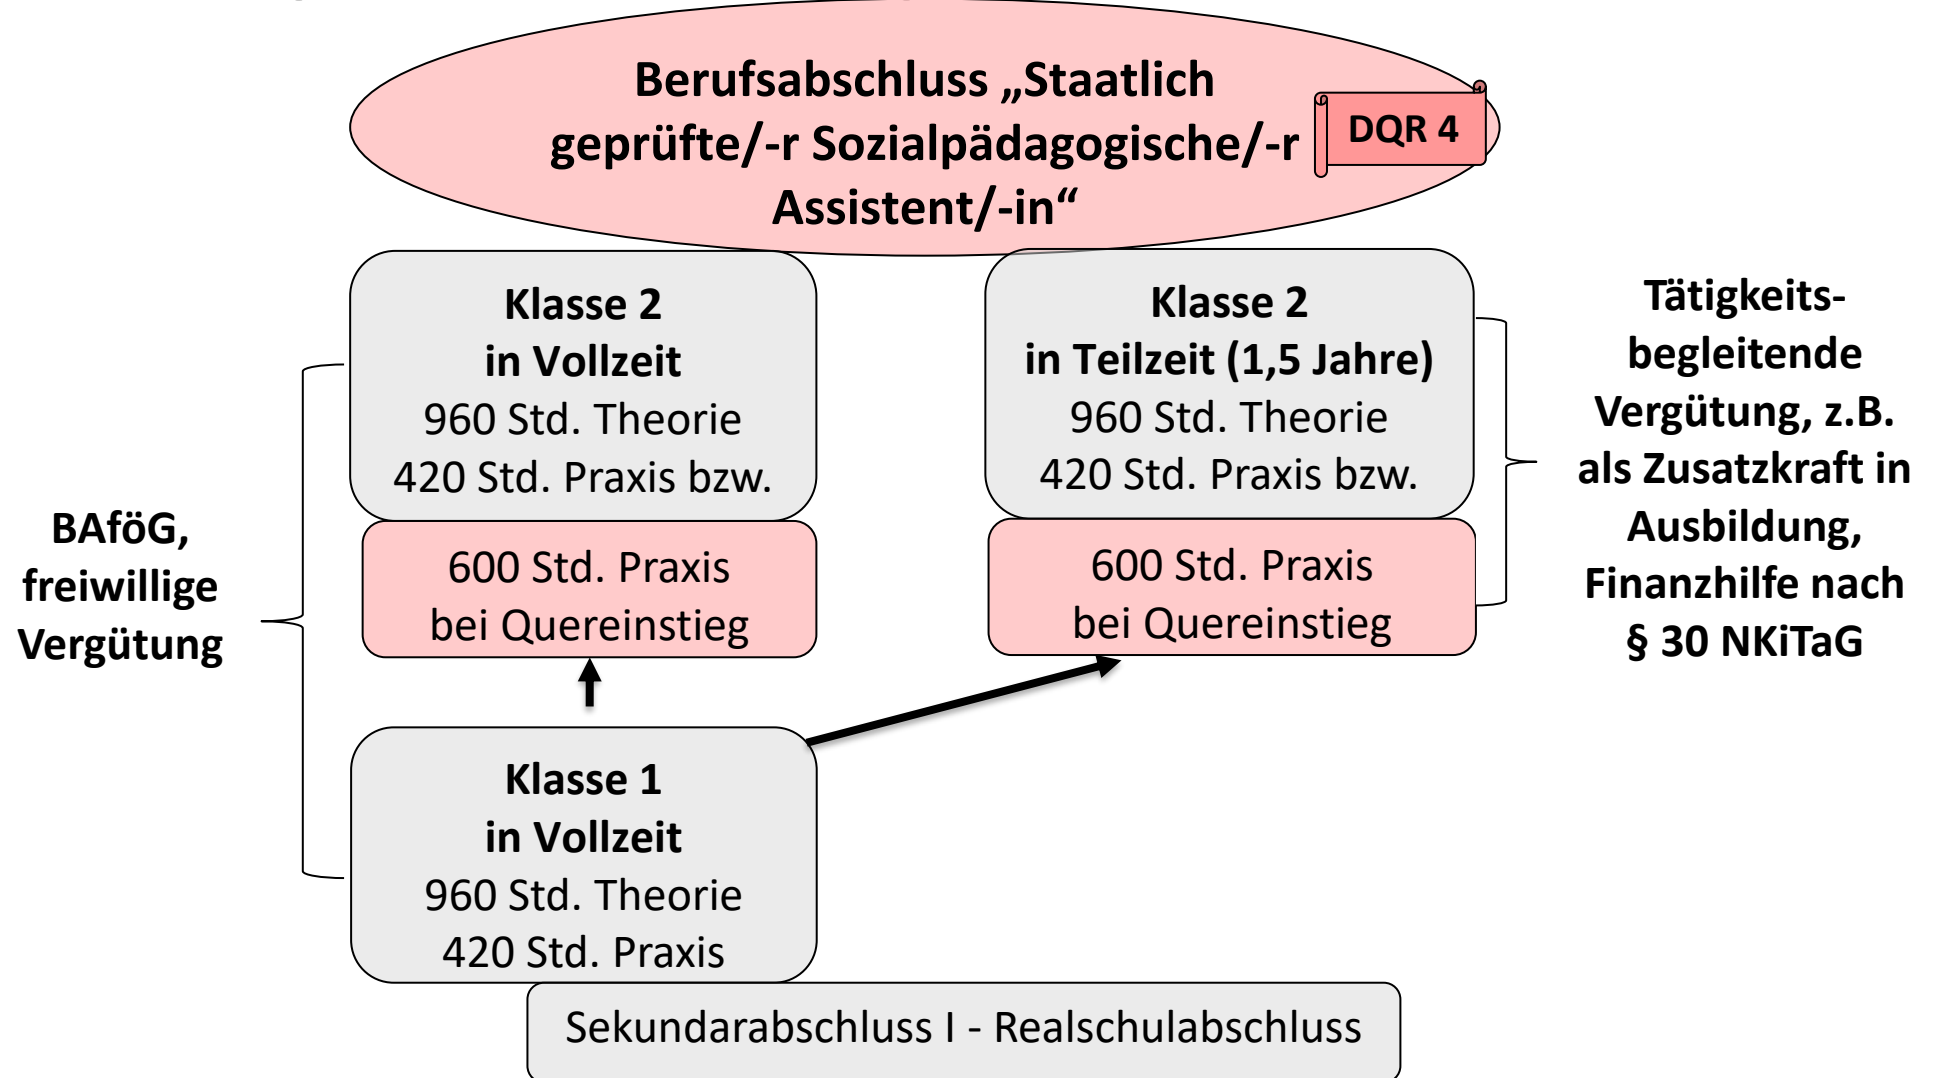 Berufsabschluss „Staatlich
geprüfte/-r Sozialpädagogische/-r
Assistent/-in“
DQR 4
Klasse 2
in Vollzeit
960 Std. Theorie
420 Std. Praxis bzw.
600 Std. Praxis
bei Quereinstieg
Klasse 2
in Teilzeit (1,5 Jahre)
960 Std. Theorie
420 Std. Praxis bzw.
600 Std. Praxis
bei Quereinstieg
Tätigkeits-
begleitende
Vergütung, z.B.
als Zusatzkraft in
Ausbildung,
Finanzhilfe nach
§ 30 NKiTaG
BAföG,
freiwillige
Vergütung
Klasse 1
in Vollzeit
960 Std. Theorie
420 Std. Praxis
Sekundarabschluss I - Realschulabschluss